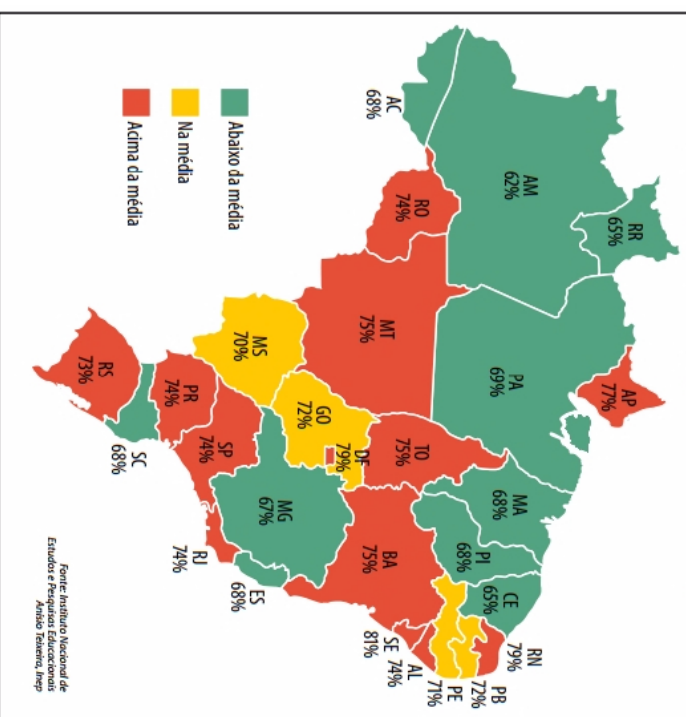 RR
65%
AP
77%
AM
62%
PA
69%
MA
68%
CE
65%
RN
79%
PB
72%
PE
71%
AL
74%
SE
81%
PI
68%
AC
68%
RO
74%
MT
75%
TO
75%
BA
75%
DF
79%
GO
72%
MS
70%
MG
67%
ES
68%
RJ
74%
SP
74%
PR
74%
SC
68%
RS
73%
Abaixo da média
Na média
Acima da média
Fonte: Instituto Nacional de
Estudos e Pesquisas Educacionais
Anísio Teixeira, Inep